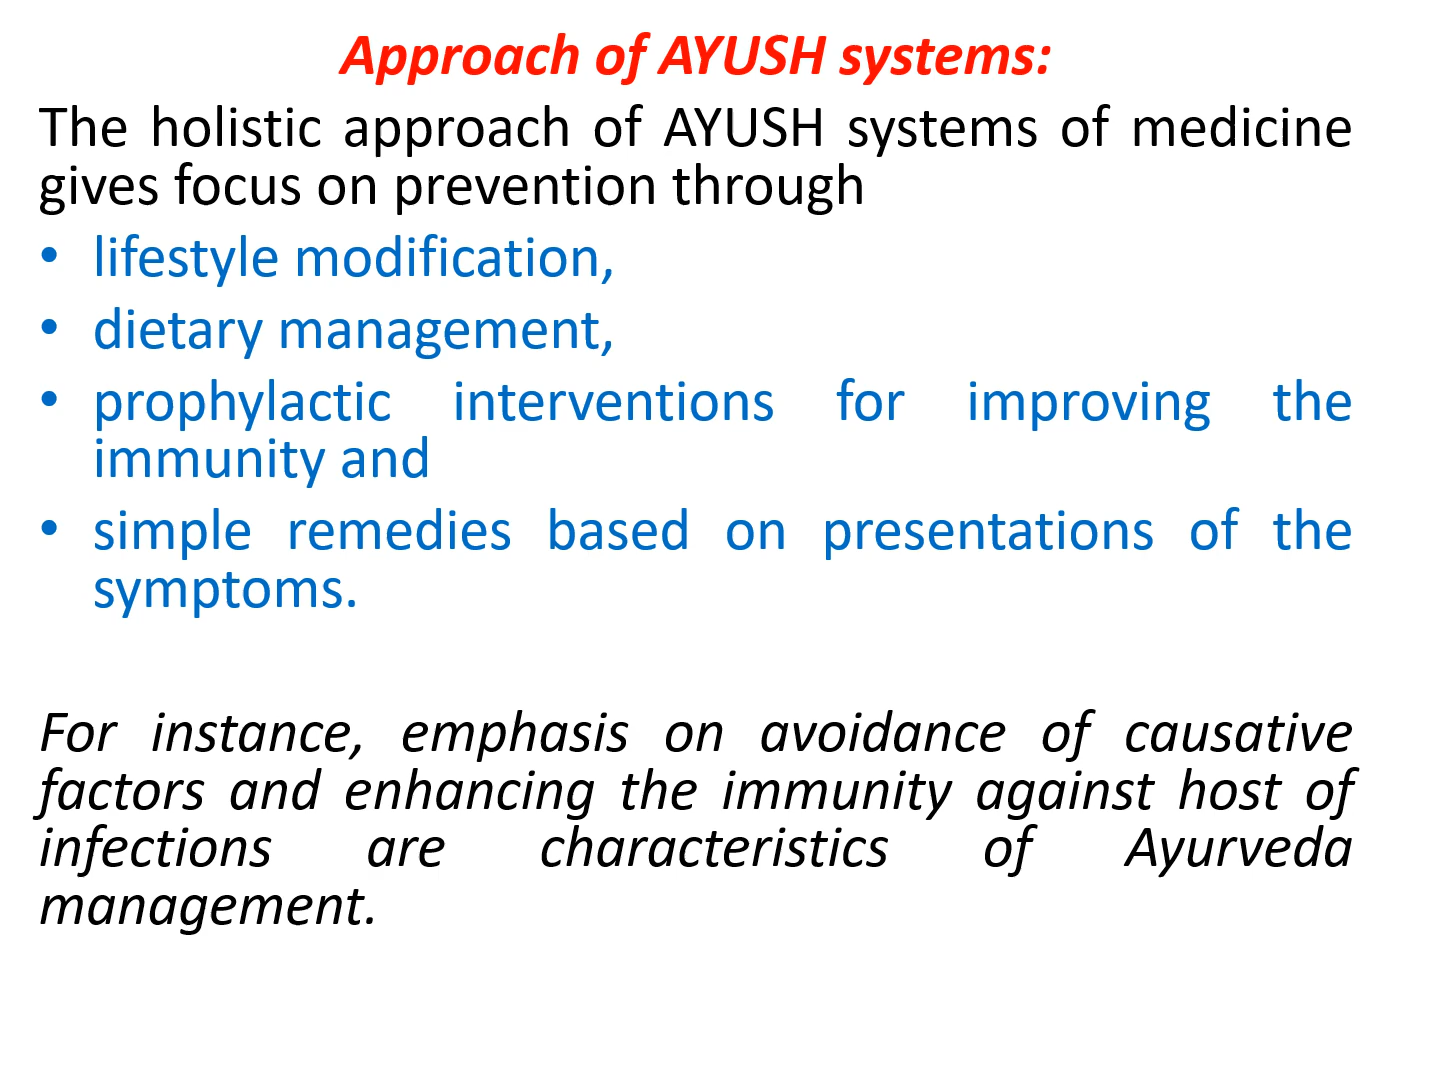 Approach of AYUSH systems:
The holistic approach of AYUSH systems of medicine
gives focus on prevention through
• lifestyle modification,
• dietary management,
• prophylactic interventions for improving the
immunity and
• simple remedies based on presentations of the
symptoms.
For instance, emphasis on avoidance of causative
factors and enhancing the immunity against host of
infections are characteristics of Ayurveda
management.